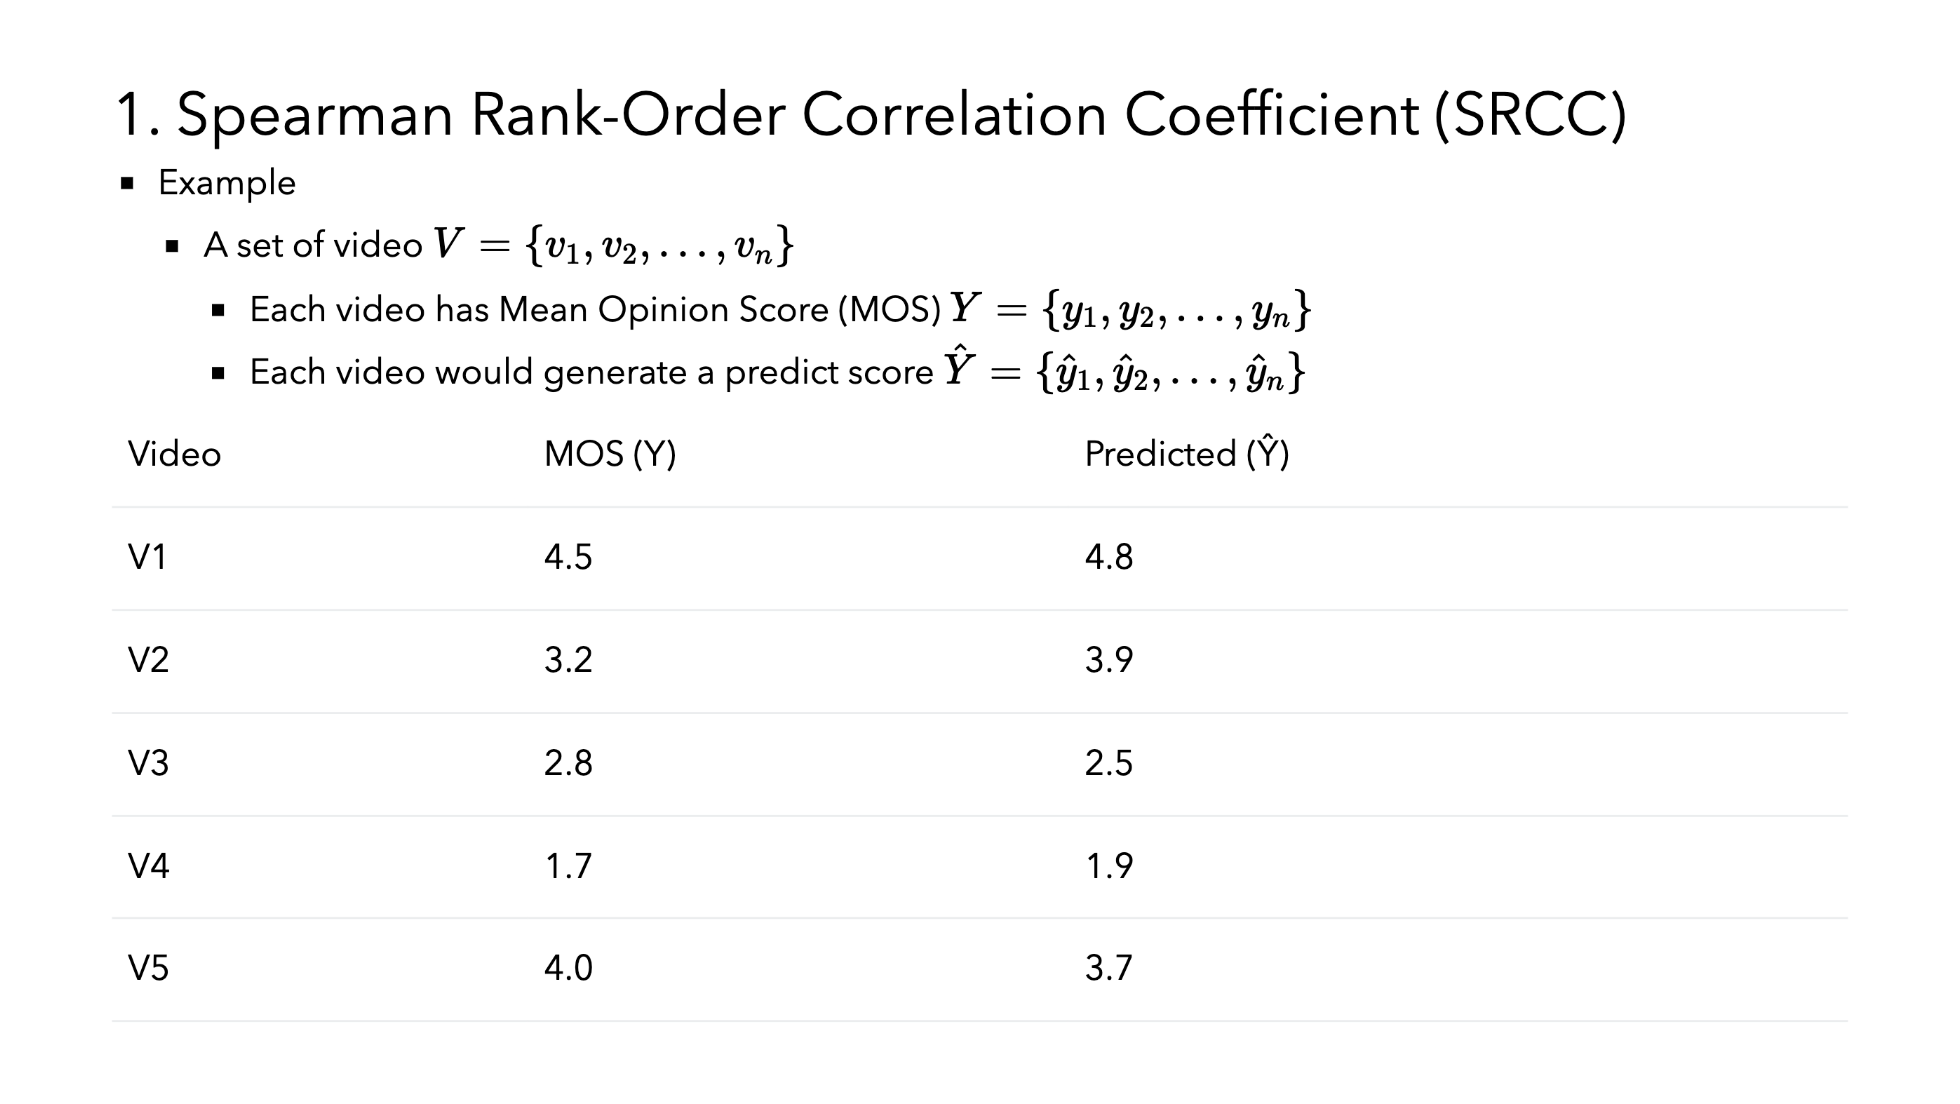 1. Spearman Rank-Order Correlation Coefficient (SRCC)
▪ Example
▪ A set of video V = {v₁, v₂, . . . , vₙ}
▪ Each video has Mean Opinion Score (MOS) Y = {y₁, y₂, . . . , yₙ}
▪ Each video would generate a predict score Ŷ = {ŷ₁, ŷ₂, . . . , ŷₙ}
Video MOS (Y) Predicted (Ŷ)
V1 4.5 4.8
V2 3.2 3.9
V3 2.8 2.5
V4 1.7 1.9
V5 4.0 3.7